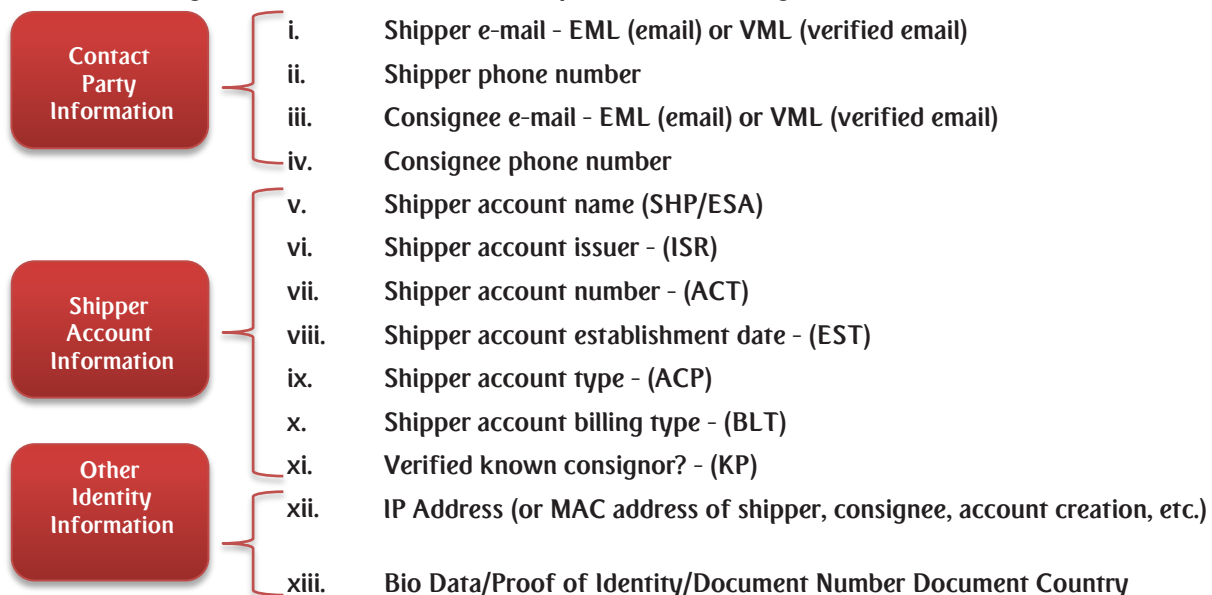 Contact
Party
Information
i. Shipper e-mail - EML (email) or VML (verified email)
ii. Shipper phone number
iii. Consignee e-mail - EML (email) or VML (verified email)
iv. Consignee phone number
Shipper
Account
Information
v. Shipper account name (SHP/ESA)
vi. Shipper account issuer - (ISR)
vii. Shipper account number - (ACT)
viii. Shipper account establishment date - (EST)
ix. Shipper account type - (ACP)
x. Shipper account billing type - (BLT)
xi. Verified known consignor? - (KP)
Other
Identity
Information
xii. IP Address (or MAC address of shipper, consignee, account creation, etc.)
xiii. Bio Data/Proof of Identity/Document Number Document Country